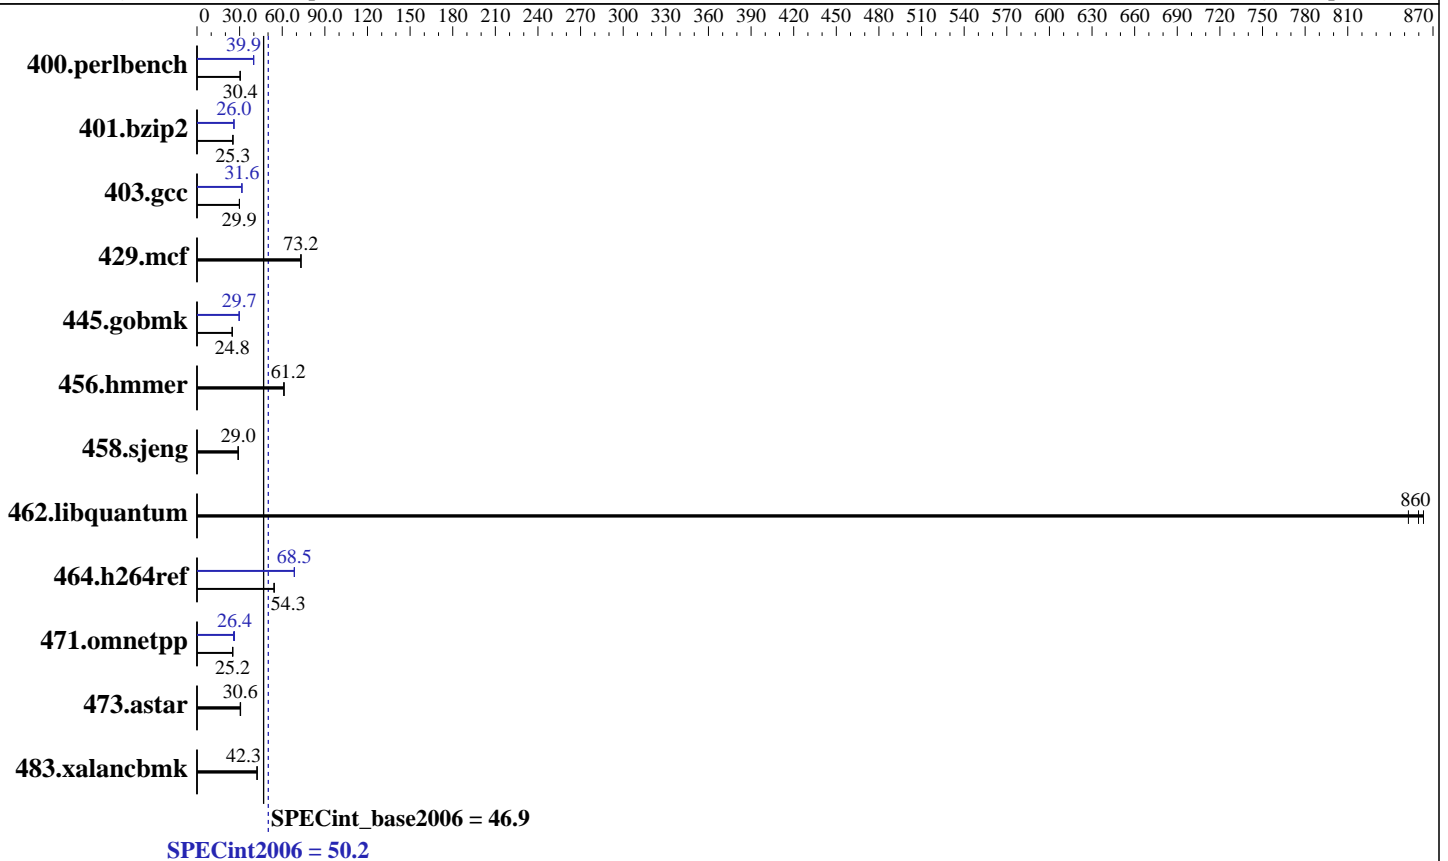 0 30.0 60.0 90.0 120 150 180 210 240 270 300 330 360 390 420 450 480 510 540 570 600 630 660 690 720 750 780 810 870
39.9
400.perlbench
30.4
26.0
401.bzip2
25.3
31.6
403.gcc
29.9
73.2
429.mcf
29.7
445.gobmk
24.8
61.2
456.hmmer
29.0
458.sjeng
860
462.libquantum
68.5
464.h264ref
54.3
26.4
471.omnetpp
25.2
30.6
473.astar
42.3
483.xalancbmk
SPECint_base2006 = 46.9
SPECint2006 = 50.2